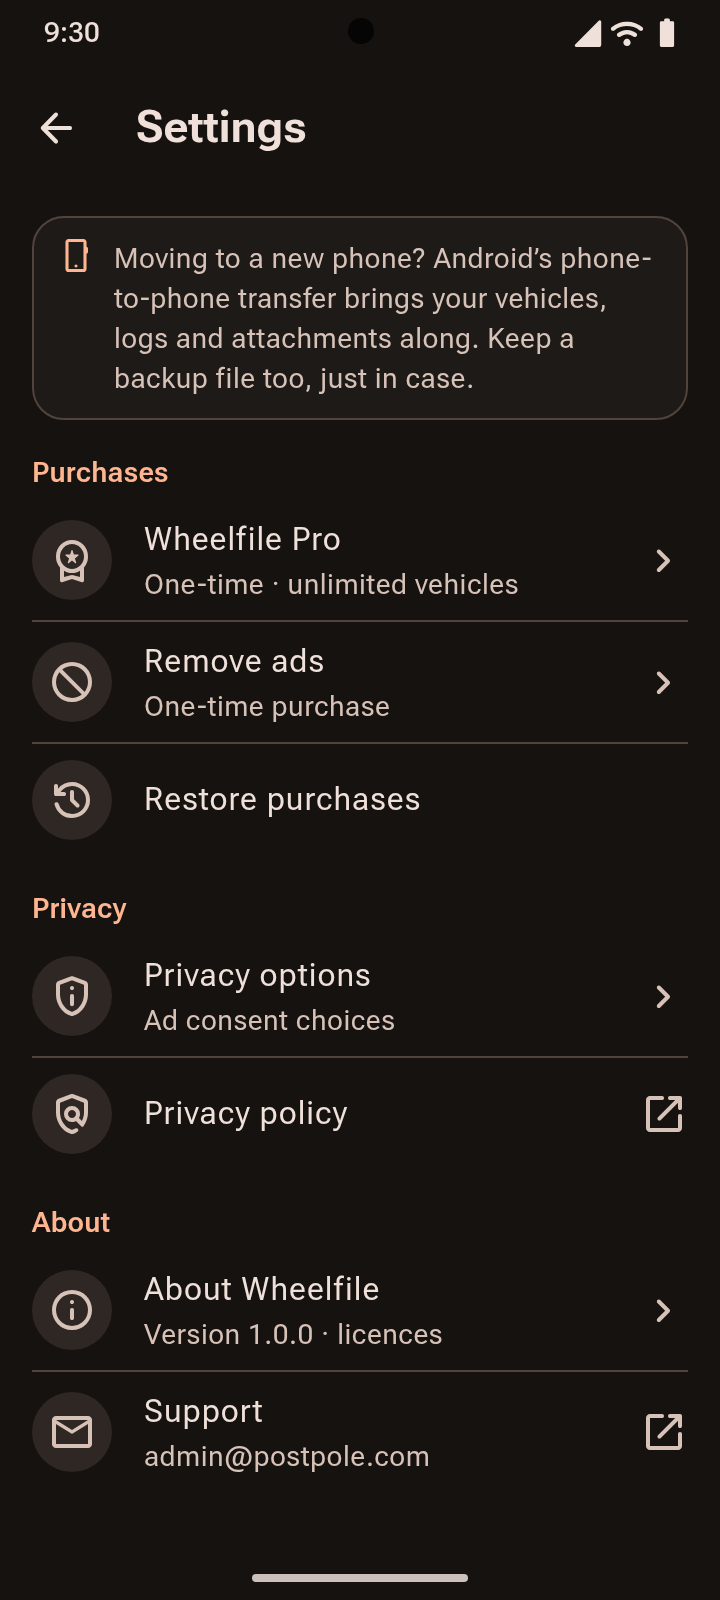 9:30
Settings
Moving to a new phone? Android’s phone-
to-phone transfer brings your vehicles,
logs and attachments along. Keep a
backup file too, just in case.
Purchases
Wheelfile Pro
One-time · unlimited vehicles
Remove ads
One-time purchase
Restore purchases
Privacy
Privacy options
Ad consent choices
Privacy policy
About
About Wheelfile
Version 1.0.0 · licences
Support
admin@postpole.com